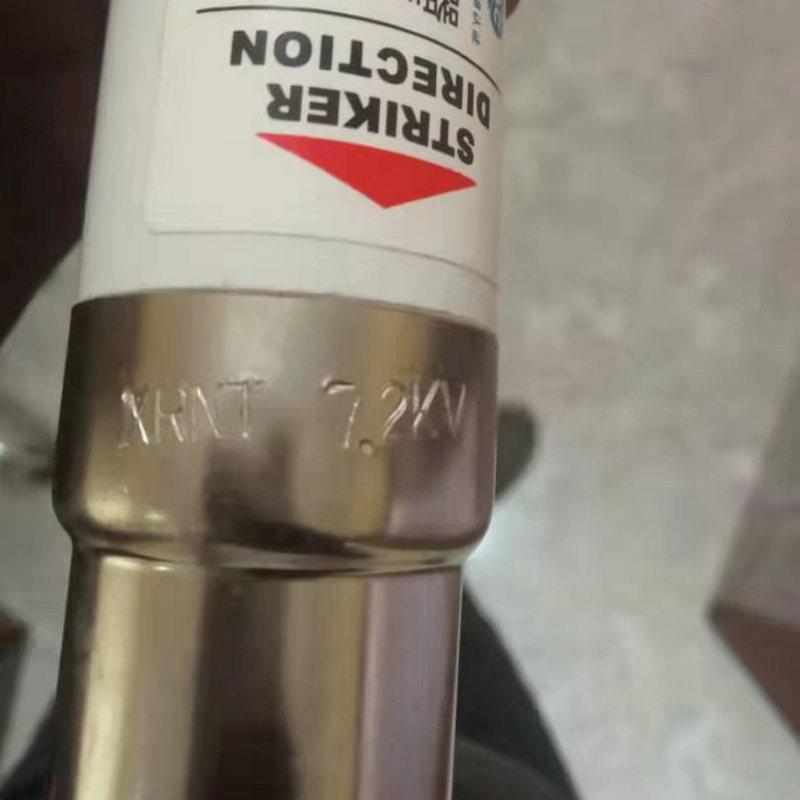 STRIKER
DIRECTION
XRNT 7.2KV